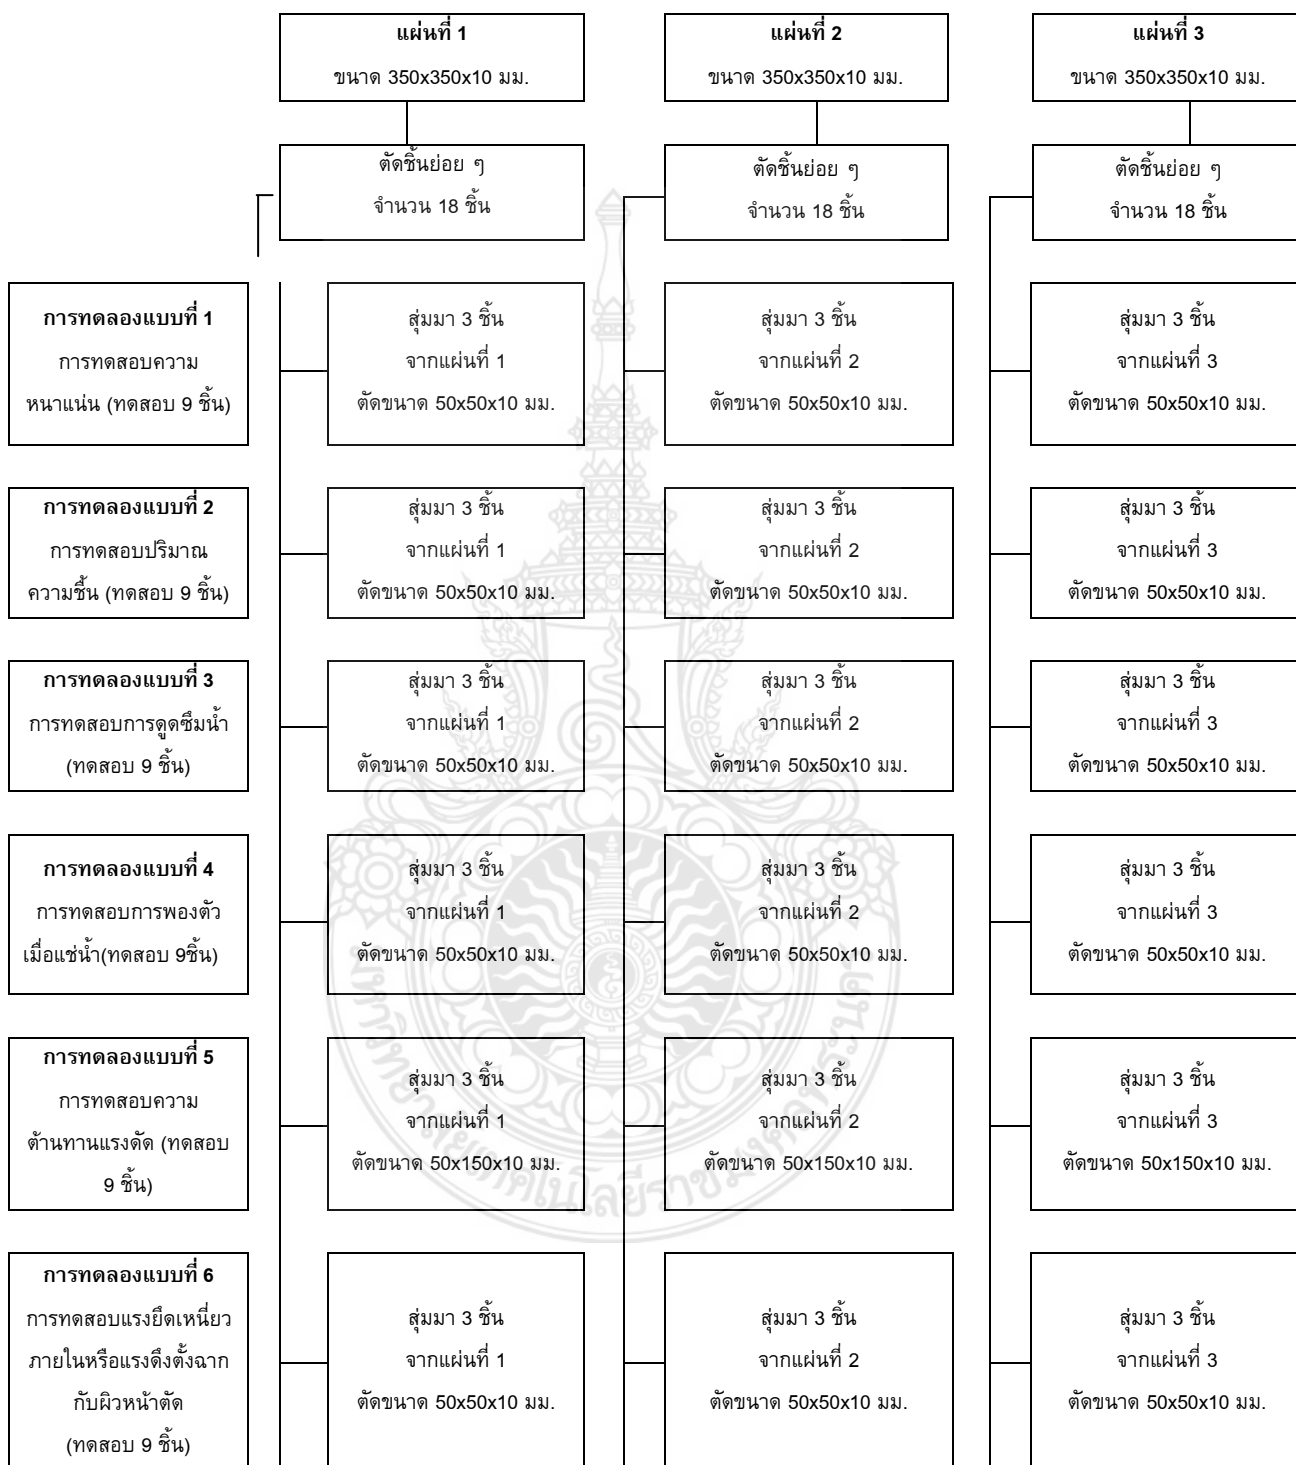 แผ่นที่ 1
ขนาด 350x350x10 มม.
แผ่นที่ 2
ขนาด 350x350x10 มม.
แผ่นที่ 3
ขนาด 350x350x10 มม.
ตัดชิ้นย่อย ๆ
จำนวน 18 ชิ้น
ตัดชิ้นย่อย ๆ
จำนวน 18 ชิ้น
ตัดชิ้นย่อย ๆ
จำนวน 18 ชิ้น
การทดลองแบบที่ 1
การทดสอบความ
หนาแน่น (ทดสอบ 9 ชิ้น)
สุ่มมา 3 ชิ้น
จากแผ่นที่ 1
ตัดขนาด 50x50x10 มม.
สุ่มมา 3 ชิ้น
จากแผ่นที่ 2
ตัดขนาด 50x50x10 มม.
สุ่มมา 3 ชิ้น
จากแผ่นที่ 3
ตัดขนาด 50x50x10 มม.
การทดลองแบบที่ 2
การทดสอบปริมาณ
ความชื้น (ทดสอบ 9 ชิ้น)
สุ่มมา 3 ชิ้น
จากแผ่นที่ 1
ตัดขนาด 50x50x10 มม.
สุ่มมา 3 ชิ้น
จากแผ่นที่ 2
ตัดขนาด 50x50x10 มม.
สุ่มมา 3 ชิ้น
จากแผ่นที่ 3
ตัดขนาด 50x50x10 มม.
การทดลองแบบที่ 3
การทดสอบการดูดซึมน้ำ
(ทดสอบ 9 ชิ้น)
สุ่มมา 3 ชิ้น
จากแผ่นที่ 1
ตัดขนาด 50x50x10 มม.
สุ่มมา 3 ชิ้น
จากแผ่นที่ 2
ตัดขนาด 50x50x10 มม.
สุ่มมา 3 ชิ้น
จากแผ่นที่ 3
ตัดขนาด 50x50x10 มม.
การทดลองแบบที่ 4
การทดสอบการพองตัว
เมื่อแช่น้ำ(ทดสอบ 9ชิ้น)
สุ่มมา 3 ชิ้น
จากแผ่นที่ 1
ตัดขนาด 50x50x10 มม.
สุ่มมา 3 ชิ้น
จากแผ่นที่ 2
ตัดขนาด 50x50x10 มม.
สุ่มมา 3 ชิ้น
จากแผ่นที่ 3
ตัดขนาด 50x50x10 มม.
การทดลองแบบที่ 5
การทดสอบความ
ต้านทานแรงดัด (ทดสอบ
9 ชิ้น)
สุ่มมา 3 ชิ้น
จากแผ่นที่ 1
ตัดขนาด 50x150x10 มม.
สุ่มมา 3 ชิ้น
จากแผ่นที่ 2
ตัดขนาด 50x150x10 มม.
สุ่มมา 3 ชิ้น
จากแผ่นที่ 3
ตัดขนาด 50x150x10 มม.
การทดลองแบบที่ 6
การทดสอบแรงยึดเหนี่ยว
ภายในหรือแรงดึงตั้งฉาก
กับผิวหน้าตัด
(ทดสอบ 9 ชิ้น)
สุ่มมา 3 ชิ้น
จากแผ่นที่ 1
ตัดขนาด 50x50x10 มม.
สุ่มมา 3 ชิ้น
จากแผ่นที่ 2
ตัดขนาด 50x50x10 มม.
สุ่มมา 3 ชิ้น
จากแผ่นที่ 3
ตัดขนาด 50x50x10 มม.
มหาวิทยาลัยเทคโนโลยีราชมงคลพระนคร